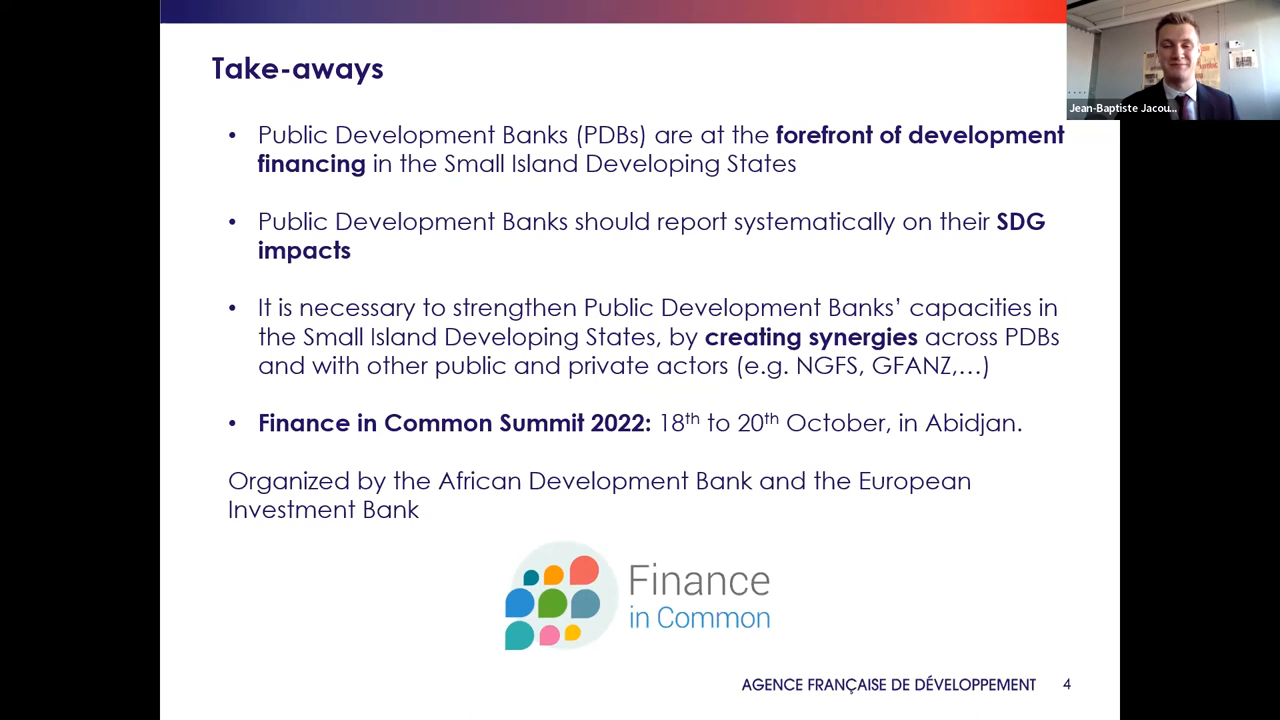 Take-aways
Jean-Baptiste Jacou...
• Public Development Banks (PDBs) are at the forefront of development
financing in the Small Island Developing States
• Public Development Banks should report systematically on their SDG
impacts
• It is necessary to strengthen Public Development Banks’ capacities in
the Small Island Developing States, by creating synergies across PDBs
and with other public and private actors (e.g. NGFS, GFANZ,…)
• Finance in Common Summit 2022: 18th to 20th October, in Abidjan.
Organized by the African Development Bank and the European
Investment Bank
Finance
in Common
AGENCE FRANÇAISE DE DÉVELOPPEMENT 4